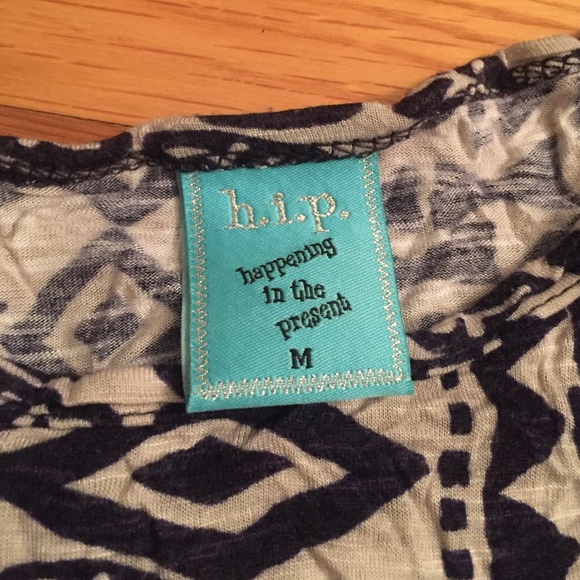 h.i.p.
happening
in the
present
M